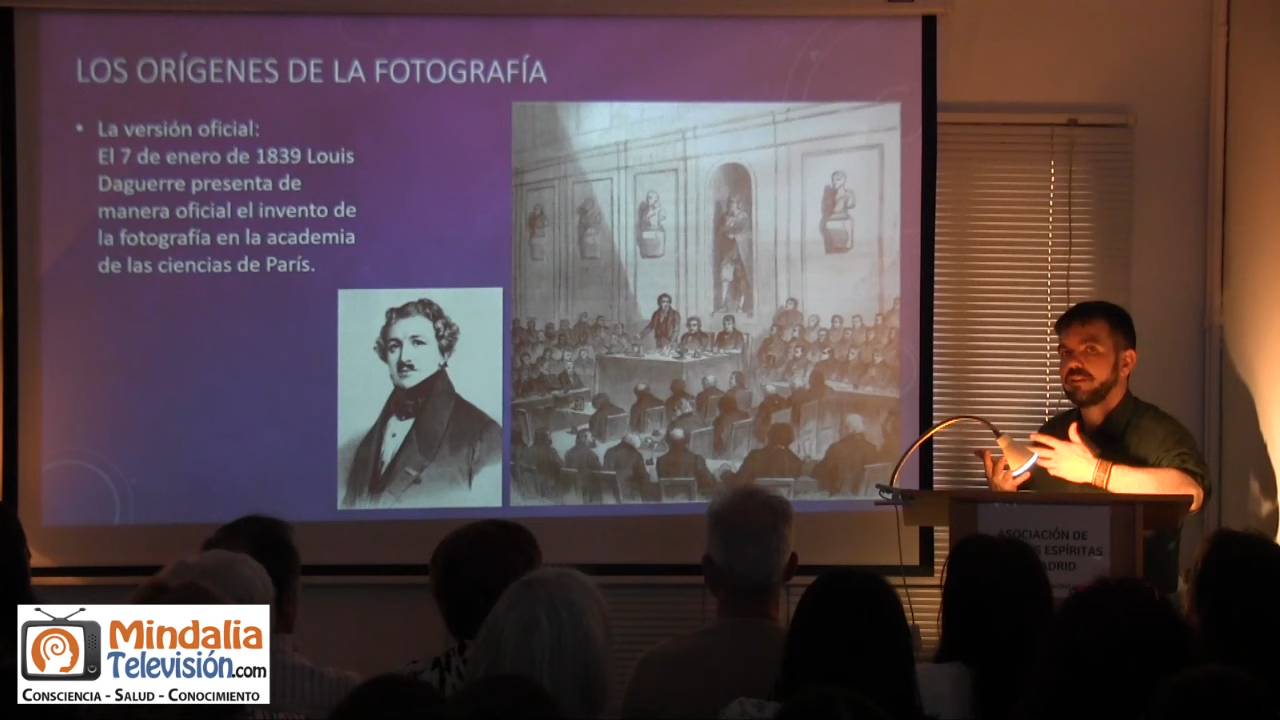 LOS ORÍGENES DE LA FOTOGRAFÍA
• La versión oficial:
El 7 de enero de 1839 Louis
Daguerre presenta de
manera oficial el invento de
la fotografía en la academia
de las ciencias de París.
ASOCIACIÓN DE
ESPÍRITAS
Mindalia
Televisión.com
CONSCIENCIA - SALUD - CONOCIMIENTO